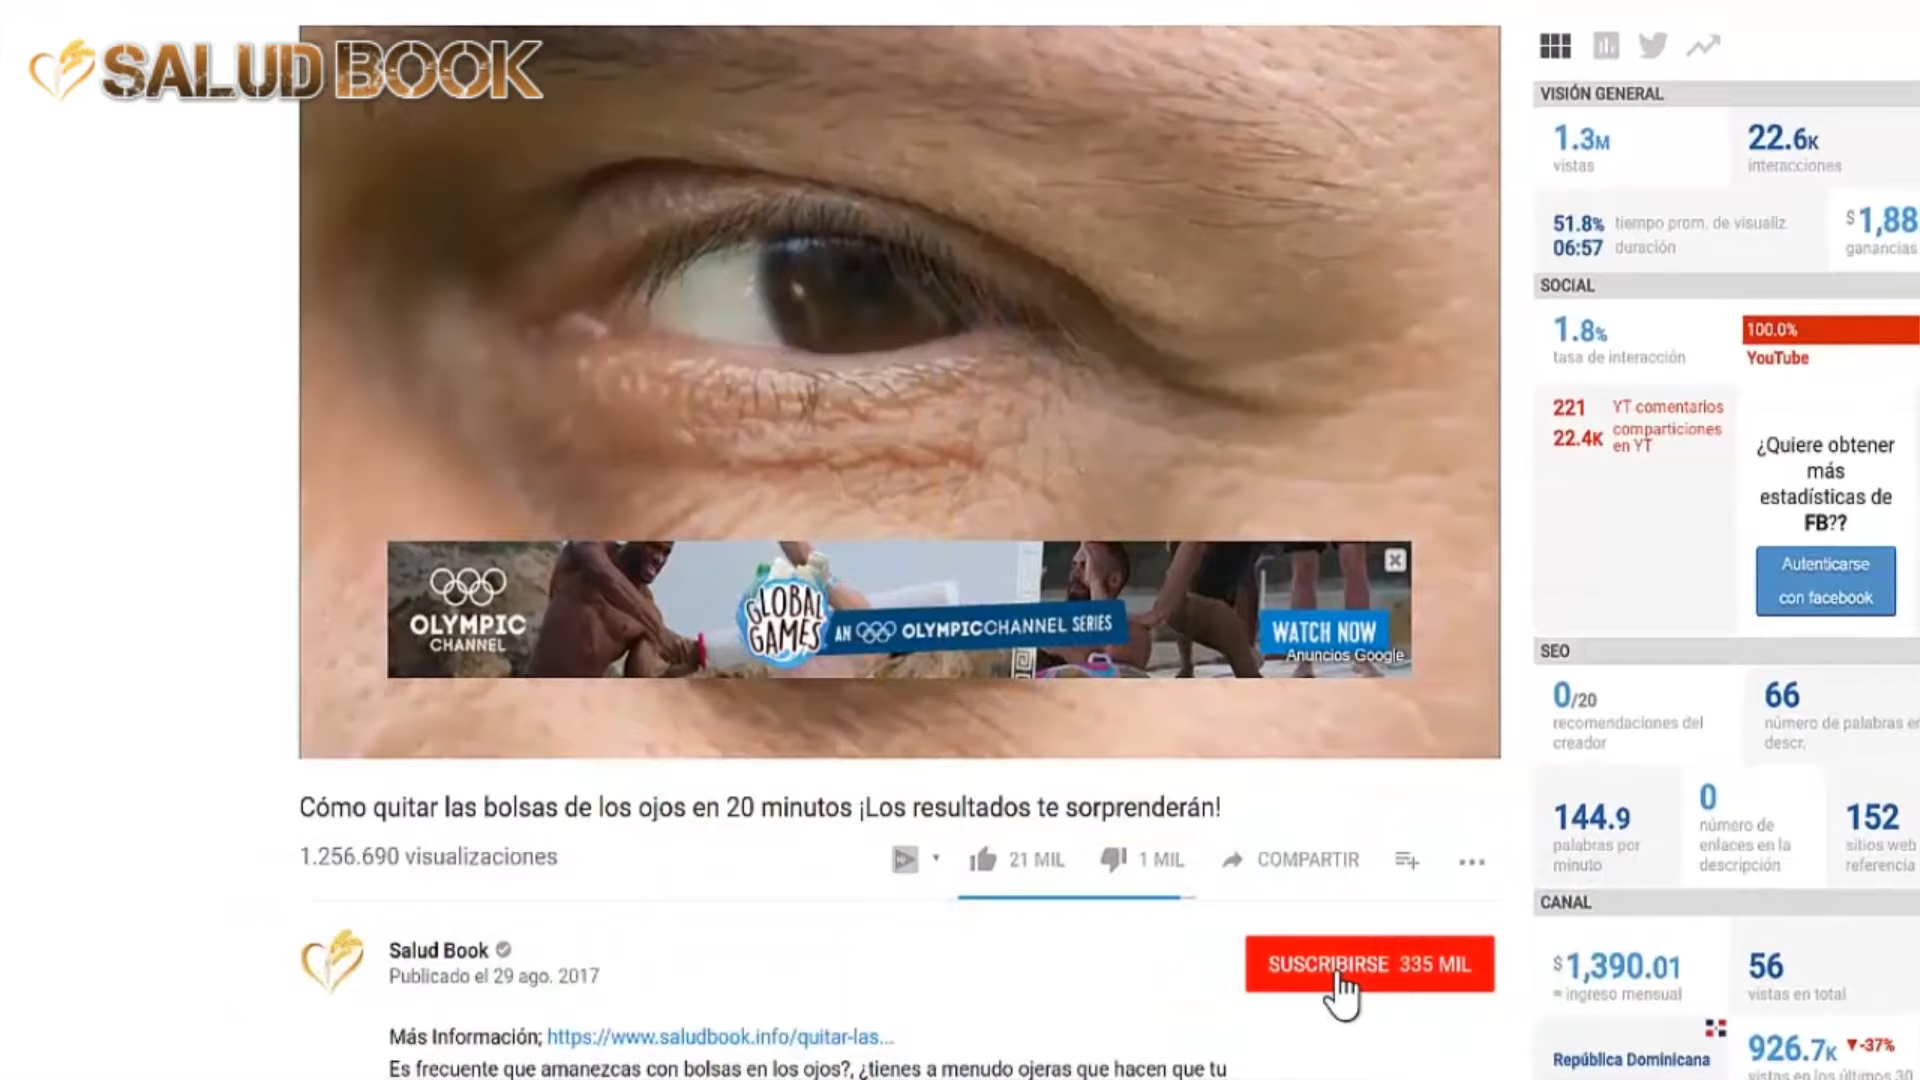 SALUD BOOK
OLYMPIC
CHANNEL
GLOBAL
GAMES
AN OLYMPICCHANNEL SERIES
WATCH NOW
Anuncios Google
Cómo quitar las bolsas de los ojos en 20 minutos ¡Los resultados te sorprenderán!
1.256.690 visualizaciones
21 MIL
1 MIL
COMPARTIR
Salud Book
Publicado el 29 ago. 2017
SUSCRIBIRSE 335 MIL
Más Información; https://www.saludbook.info/quitar-las...
Es frecuente que amanezcas con bolsas en los ojos?, ¿tienes a menudo ojeras que hacen que tu
VISIÓN GENERAL
1.3M
vistas
22.6K
interacciones
51.8% tiempo prom. de visualiz.
06:57 duración
$1,88
ganancias
SOCIAL
1.8%
tasa de interacción
100.0%
YouTube
221 YT comentarios
22.4K comparticiones
en YT
¿Quiere obtener
más
estadísticas de
FB??
Autenticarse
con facebook
SEO
0/20
recomendaciones del
creador
66
número de palabras en
descr.
144.9
palabras por
minuto
0
número de
enlaces en la
descripción
152
sitios web
referencia
CANAL
$1,390.01
≈ ingreso mensual
56
vistas en total
República Dominicana
926.7K ▼-37%
vistas en los últimos 30